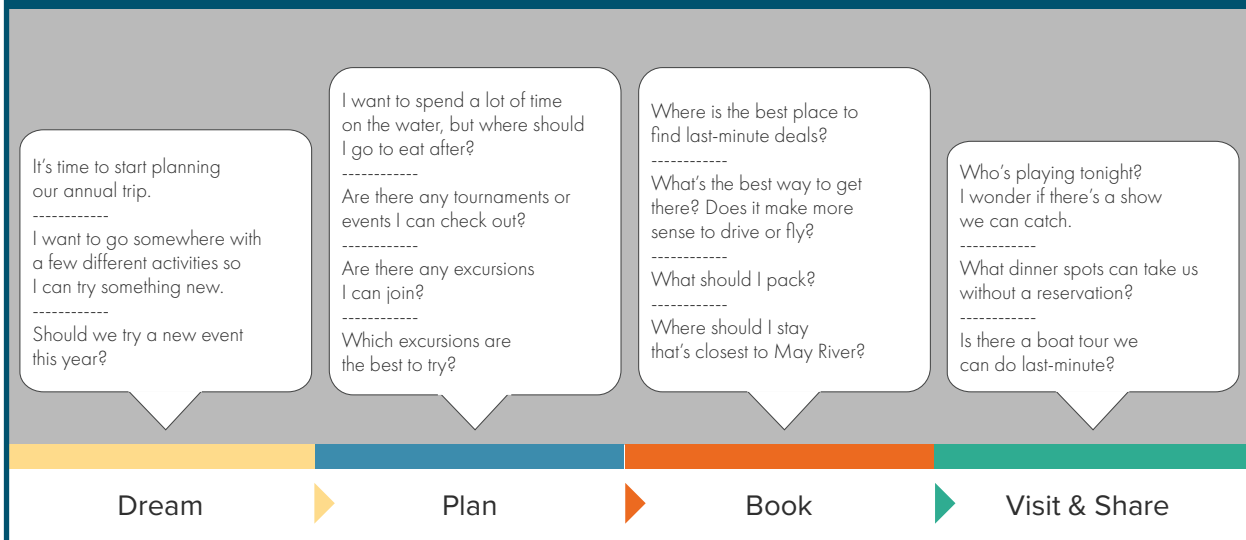 It's time to start planning
our annual trip.
------------
I want to go somewhere with
a few different activities so
I can try something new.
------------
Should we try a new event
this year?
I want to spend a lot of time
on the water, but where should
I go to eat after?
------------
Are there any tournaments or
events I can check out?
------------
Are there any excursions
I can join?
------------
Which excursions are
the best to try?
Where is the best place to
find last-minute deals?
------------
What's the best way to get
there? Does it make more
sense to drive or fly?
------------
What should I pack?
------------
Where should I stay
that's closest to May River?
Who's playing tonight?
I wonder if there's a show
we can catch.
------------
What dinner spots can take us
without a reservation?
------------
Is there a boat tour we
can do last-minute?
Dream
Plan
Book
Visit & Share